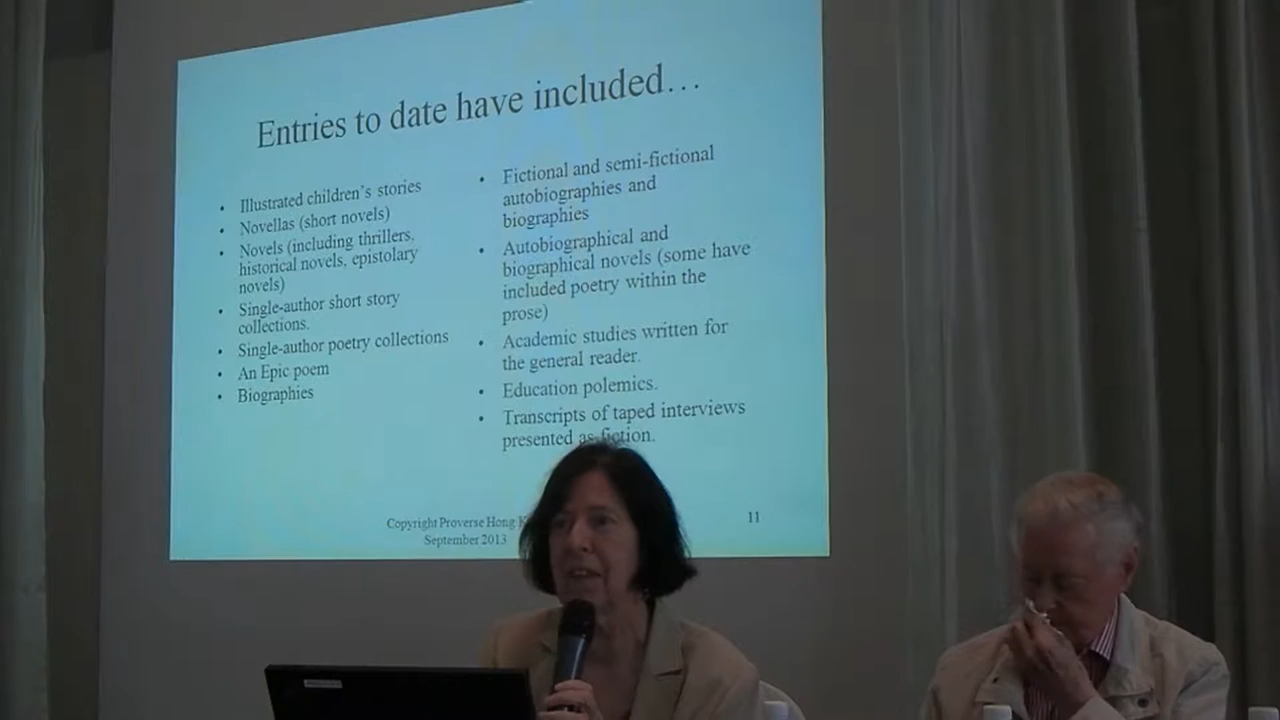 Entries to date have included…
• Illustrated children's stories
• Novellas (short novels)
• Novels (including thrillers,
historical novels, epistolary
novels)
• Single-author short story
collections.
• Single-author poetry collections
• An Epic poem
• Biographies
• Fictional and semi-fictional
autobiographies and
biographies
• Autobiographical and
biographical novels (some have
included poetry within the
prose)
• Academic studies written for
the general reader.
• Education polemics.
• Transcripts of taped interviews
presented as fiction.
Copyright Proverse Hong
September 2013
11